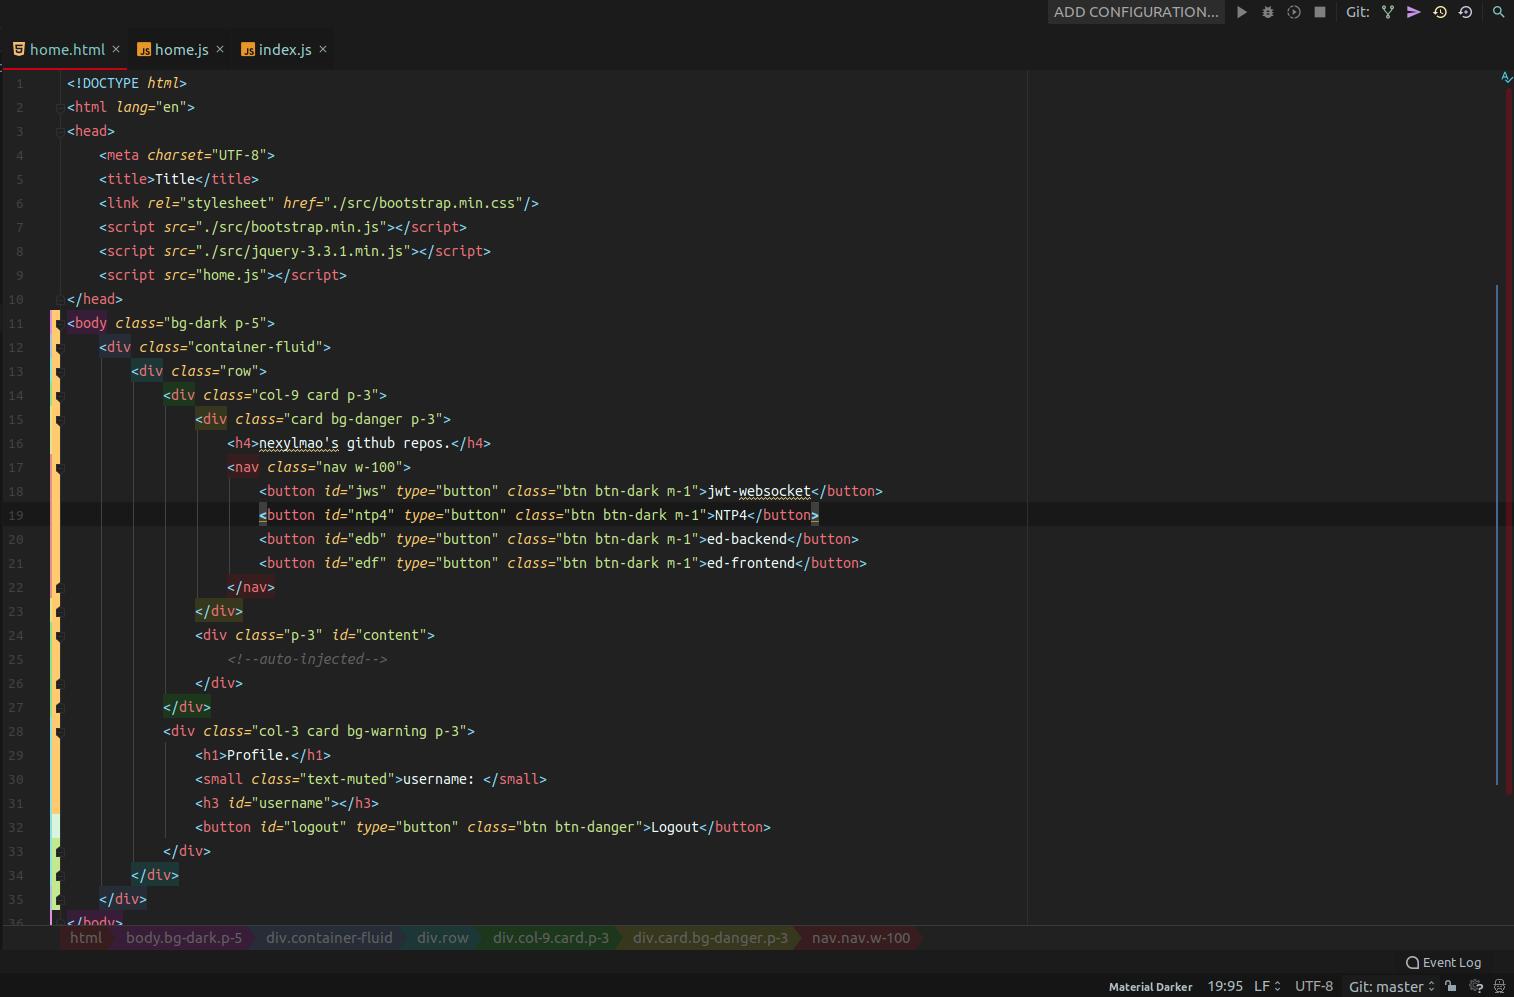 ADD CONFIGURATION... Git:
home.html × JS home.js × JS index.js ×
1 <!DOCTYPE html>
2 <html lang="en">
3 <head>
4 <meta charset="UTF-8">
5 <title>Title</title>
6 <link rel="stylesheet" href="./src/bootstrap.min.css"/>
7 <script src="./src/bootstrap.min.js"></script>
8 <script src="./src/jquery-3.3.1.min.js"></script>
9 <script src="home.js"></script>
10 </head>
11 <body class="bg-dark p-5">
12 <div class="container-fluid">
13 <div class="row">
14 <div class="col-9 card p-3">
15 <div class="card bg-danger p-3">
16 <h4>nexylmao's github repos.</h4>
17 <nav class="nav w-100">
18 <button id="jws" type="button" class="btn btn-dark m-1">jwt-websocket</button>
19 <button id="ntp4" type="button" class="btn btn-dark m-1">NTP4</button>
20 <button id="edb" type="button" class="btn btn-dark m-1">ed-backend</button>
21 <button id="edf" type="button" class="btn btn-dark m-1">ed-frontend</button>
22 </nav>
23 </div>
24 <div class="p-3" id="content">
25 <!--auto-injected-->
26 </div>
27 </div>
28 <div class="col-3 card bg-warning p-3">
29 <h1>Profile.</h1>
30 <small class="text-muted">username: </small>
31 <h3 id="username"></h3>
32 <button id="logout" type="button" class="btn btn-danger">Logout</button>
33 </div>
34 </div>
35 </div>
36 </body>
html body.bg-dark.p-5 div.container-fluid div.row div.col-9.card.p-3 div.card.bg-danger.p-3 nav.nav.w-100
Event Log
Material Darker 19:95 LF UTF-8 Git: master